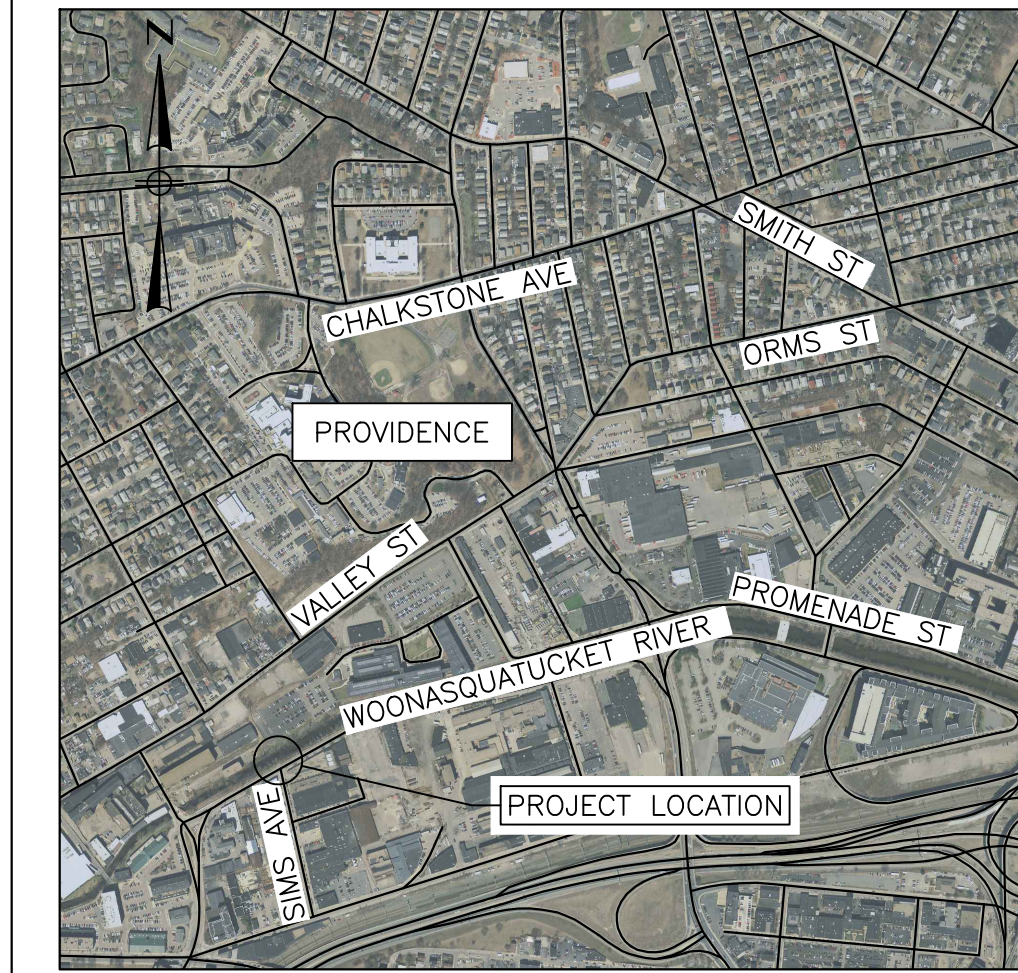 N
SMITH ST
CHALKSTONE AVE
ORMS ST
PROVIDENCE
VALLEY ST
PROMENADE ST
WOONASQUATUCKET RIVER
PROJECT LOCATION
SIMS AVE